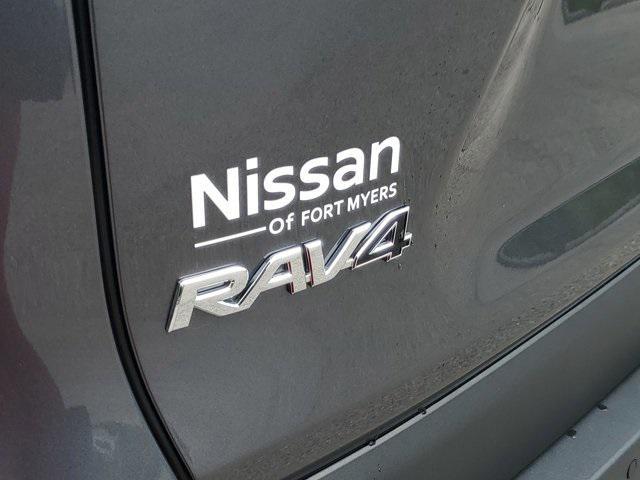 Nissan
OF FORT MYERS
RAV4